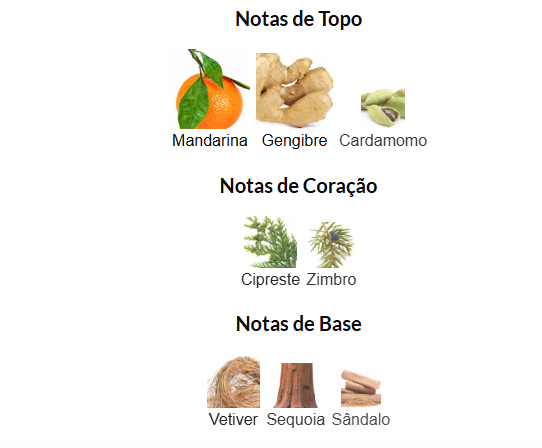 Notas de Topo
Mandarina Gengibre Cardamomo
Notas de Coração
Cipreste Zimbro
Notas de Base
Vetiver Sequoia Sândalo